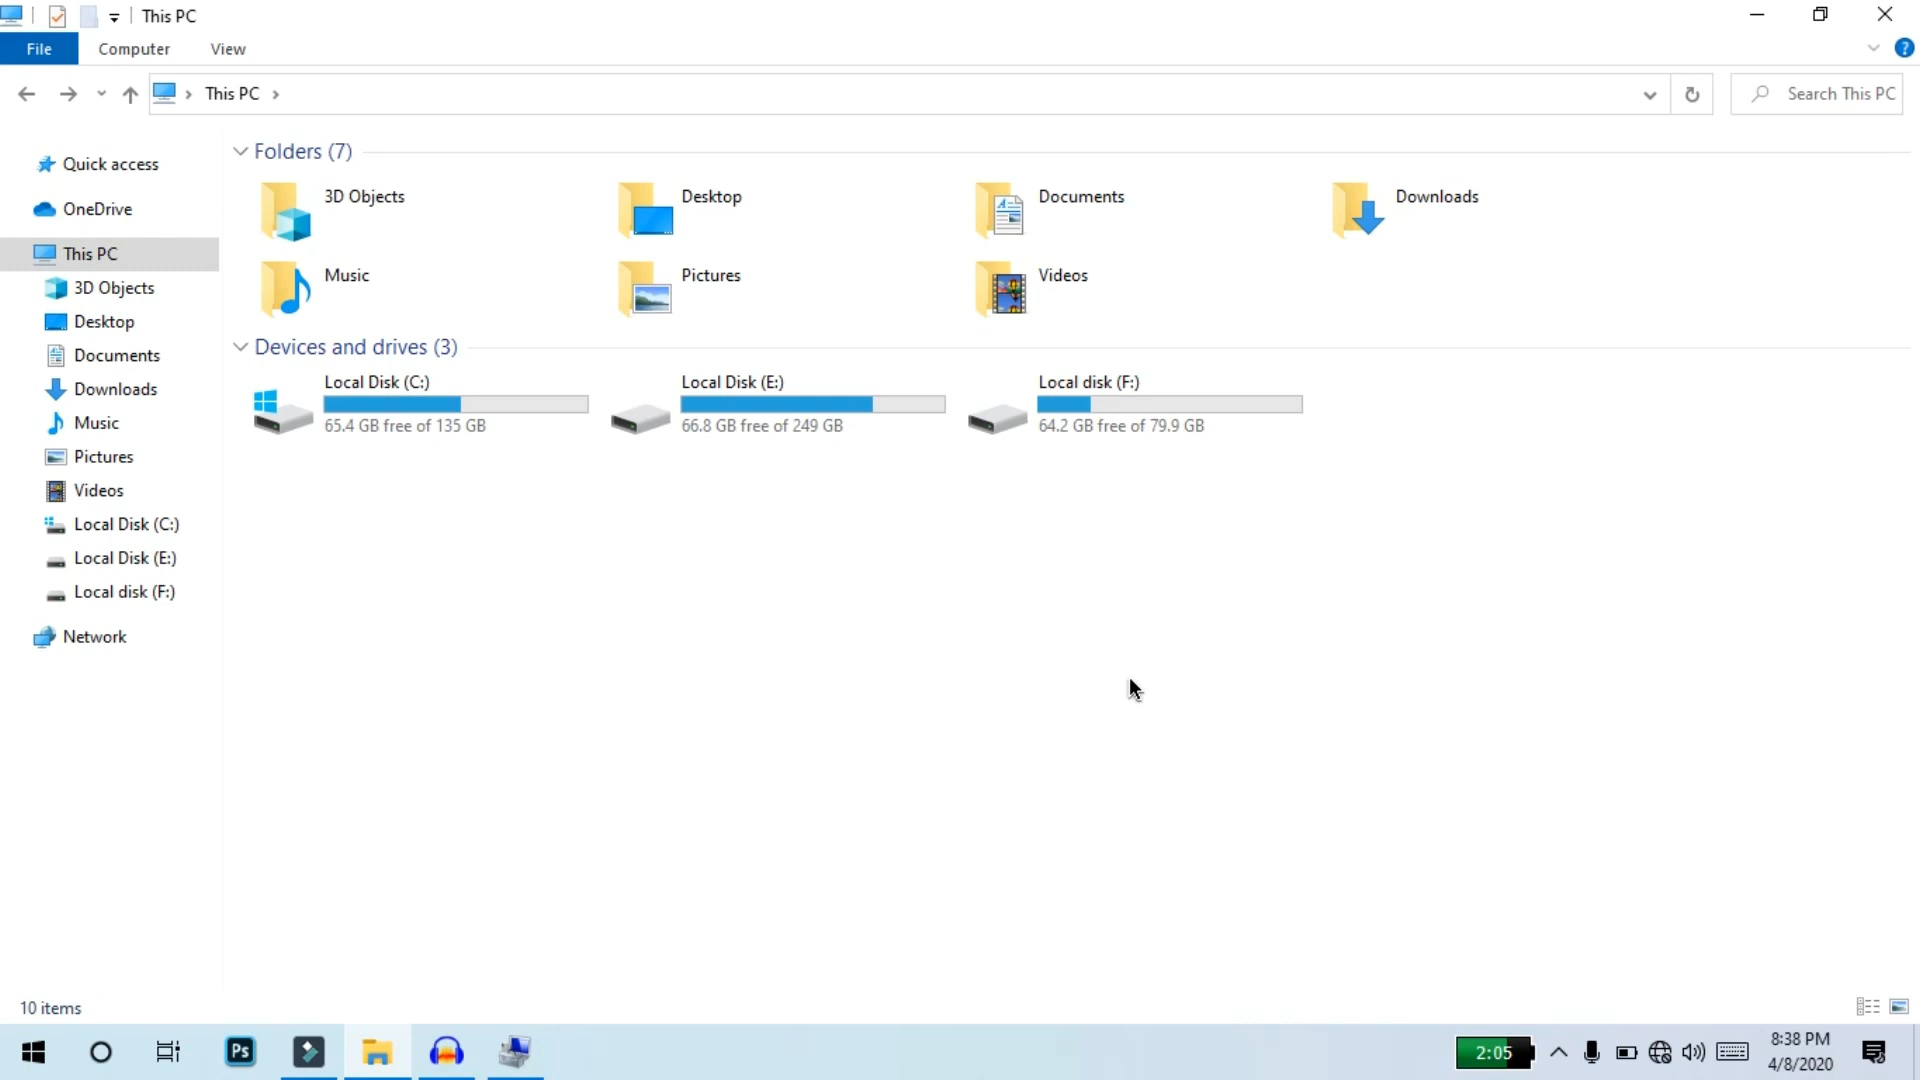 This PC
File Computer View
This PC
Search This PC
Quick access
OneDrive
This PC
3D Objects
Desktop
Documents
Downloads
Music
Pictures
Videos
Local Disk (C:)
Local Disk (E:)
Local disk (F:)
Network
Folders (7)
3D Objects
Desktop
Documents
Downloads
Music
Pictures
Videos
Devices and drives (3)
Local Disk (C:)
65.4 GB free of 135 GB
Local Disk (E:)
66.8 GB free of 249 GB
Local disk (F:)
64.2 GB free of 79.9 GB
10 items
Ps
2:05
8:38 PM
4/8/2020